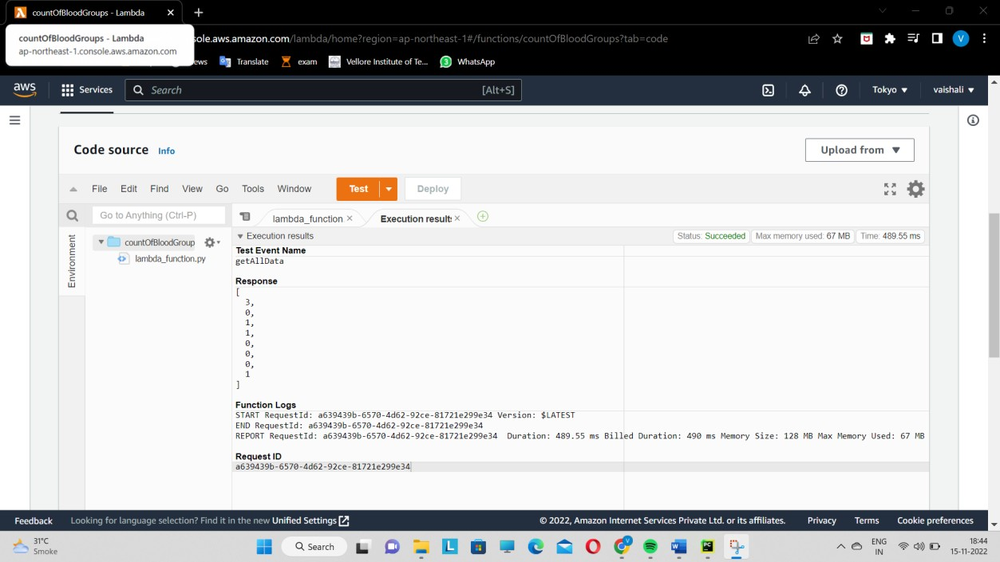 countOfBloodGroups - Lambda
countOfBloodGroups - Lambda
ap-northeast-1.console.aws.amazon.com
sole.aws.amazon.com/lambda/home?region=ap-northeast-1#/functions/countOfBloodGroups?tab=code
V
ews Translate exam Vellore Institute of Te... 3 WhatsApp
aws Services Search [Alt+S] Tokyo ▼ vaishali ▼
Code source Info Upload from ▼
File Edit Find View Go Tools Window Test Deploy
Go to Anything (Ctrl-P) lambda_function × Execution result: ×
Environment
countOfBloodGroup
lambda_function.py
Execution results Status: Succeeded Max memory used: 67 MB Time: 489.55 ms
Test Event Name
getAllData
Response
[
3,
0,
1,
1,
0,
0,
0,
1
]
Function Logs
START RequestId: a639439b-6570-4d62-92ce-81721e299e34 Version: $LATEST
END RequestId: a639439b-6570-4d62-92ce-81721e299e34
REPORT RequestId: a639439b-6570-4d62-92ce-81721e299e34 Duration: 489.55 ms Billed Duration: 490 ms Memory Size: 128 MB Max Memory Used: 67 MB
Request ID
a639439b-6570-4d62-92ce-81721e299e34
Feedback Looking for language selection? Find it in the new Unified Settings © 2022, Amazon Internet Services Private Ltd. or its affiliates. Privacy Terms Cookie preferences
31°C
Smoke
Search
L
V
W
PC
ENG
IN
18:44
15-11-2022